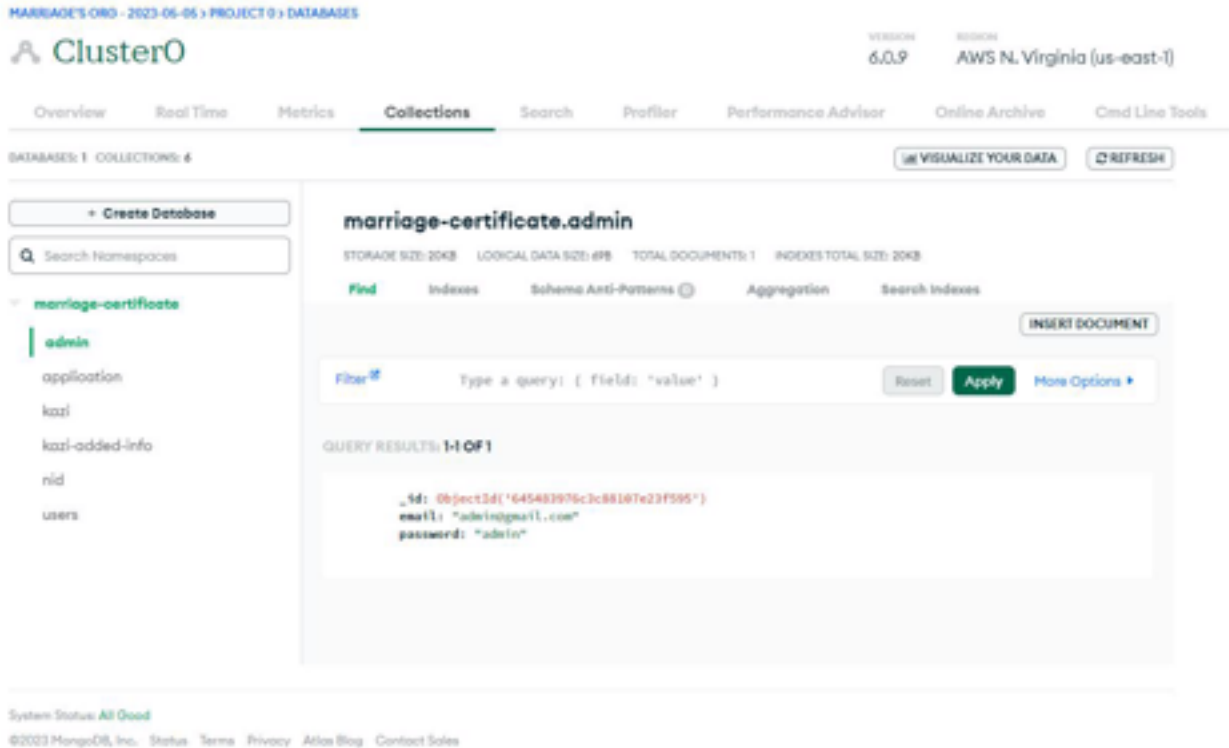 MARRIAGE'S ORG - 2023-05-05 > PROJECT 0 > DATABASES
Cluster0
VERSION REGION
6.0.9 AWS N. Virginia (us-east-1)
Overview Real Time Metrics Collections Search Profiler Performance Advisor Online Archive Cmd Line Tools
DATABASES: 1 COLLECTIONS: 6 VISUALIZE YOUR DATA REFRESH
+ Create Database
Search Namespaces
marriage-certificate
admin
application
kazi
kazi-added-info
nid
users
marriage-certificate.admin
STORAGE SIZE: 20KB LOGICAL DATA SIZE: 69B TOTAL DOCUMENTS: 1 INDEXES TOTAL SIZE: 20KB
Find Indexes Schema Anti-Patterns Aggregation Search Indexes
INSERT DOCUMENT
Filter Type a query: { field: 'value' } Reset Apply More Options
QUERY RESULTS: 1-1 OF 1
_id: ObjectId('645483976c3c88107e23f595')
email: "admin@gmail.com"
password: "admin"
System Status: All Good
©2023 MongoDB, Inc. Status Terms Privacy Atlas Blog Contact Sales